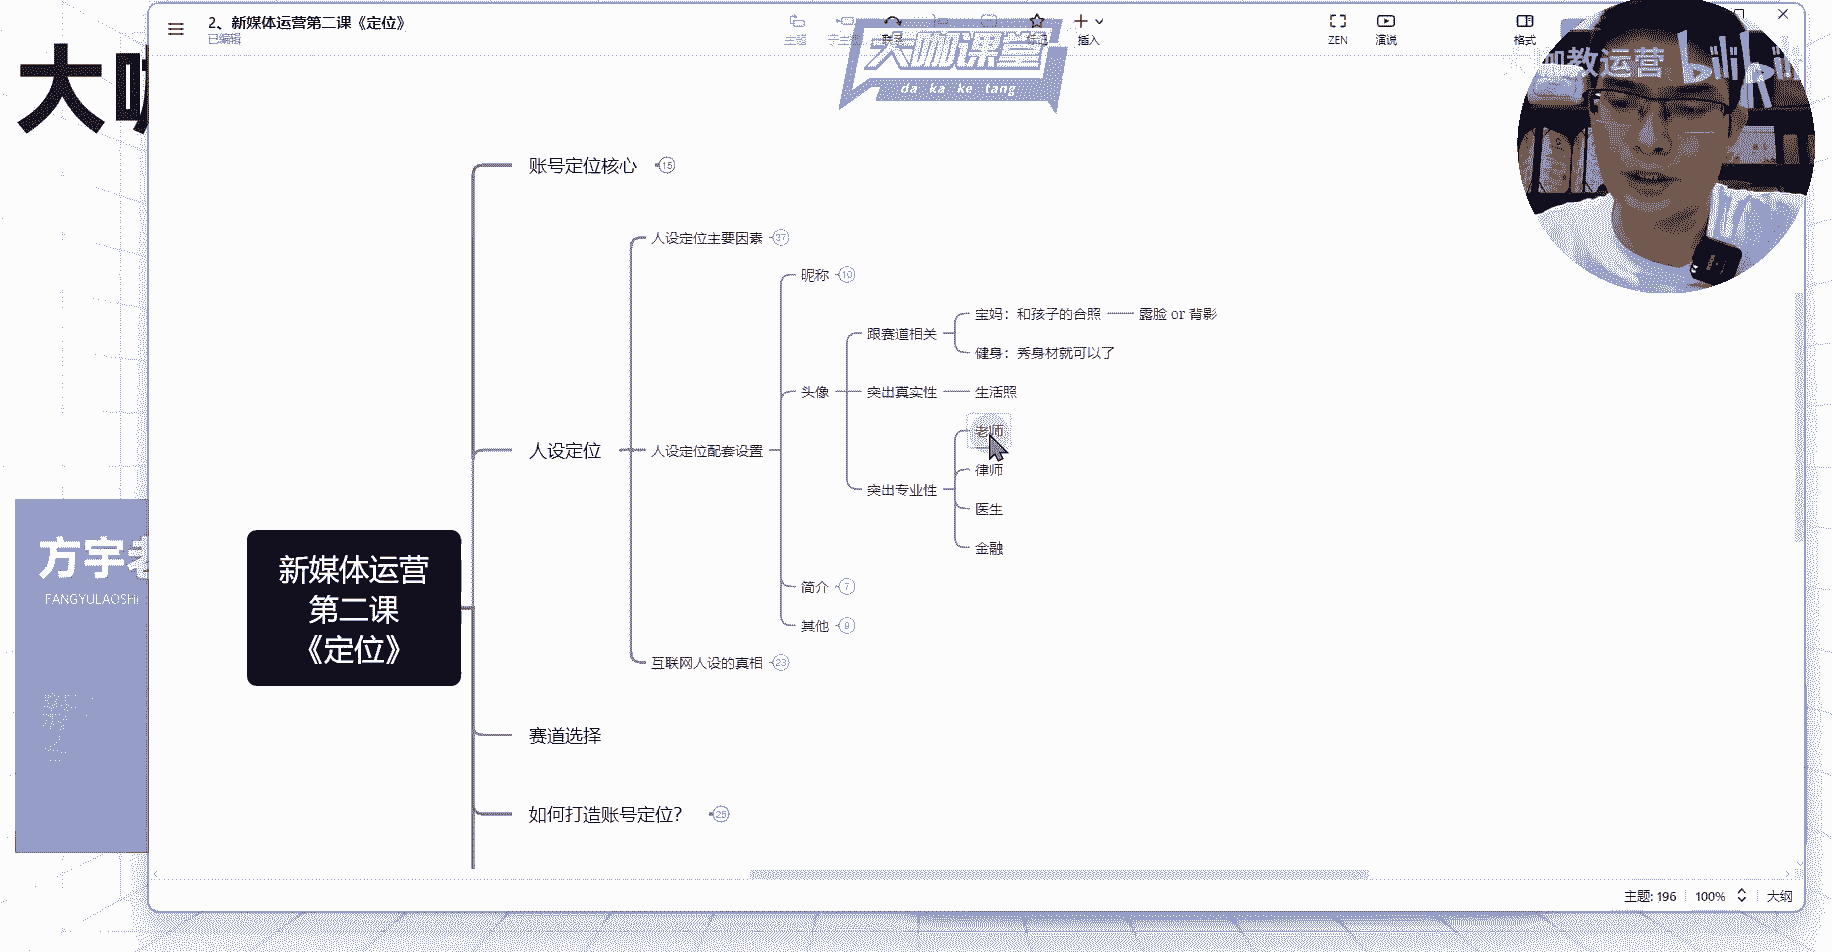 2、新媒体运营第二课《定位》
已编辑
主题
插入
ZEN
演说
格式
大咖课堂
da ka ke tang
咖教运营
bilibili
大
账号定位核心 15
人设定位主要因素 37
昵称 10
宝妈：和孩子的合照 露脸 or 背影
跟赛道相关
健身：秀身材就可以了
头像
突出真实性
生活照
老师
人设定位
人设定位配套设置
律师
突出专业性
医生
金融
新媒体运营
第二课
《定位》
方宇老
FANGYULAOSHI
简介 7
其他 9
互联网人设的真相 23
赛道选择
如何打造账号定位？ 25
主题: 196
100%
大纲